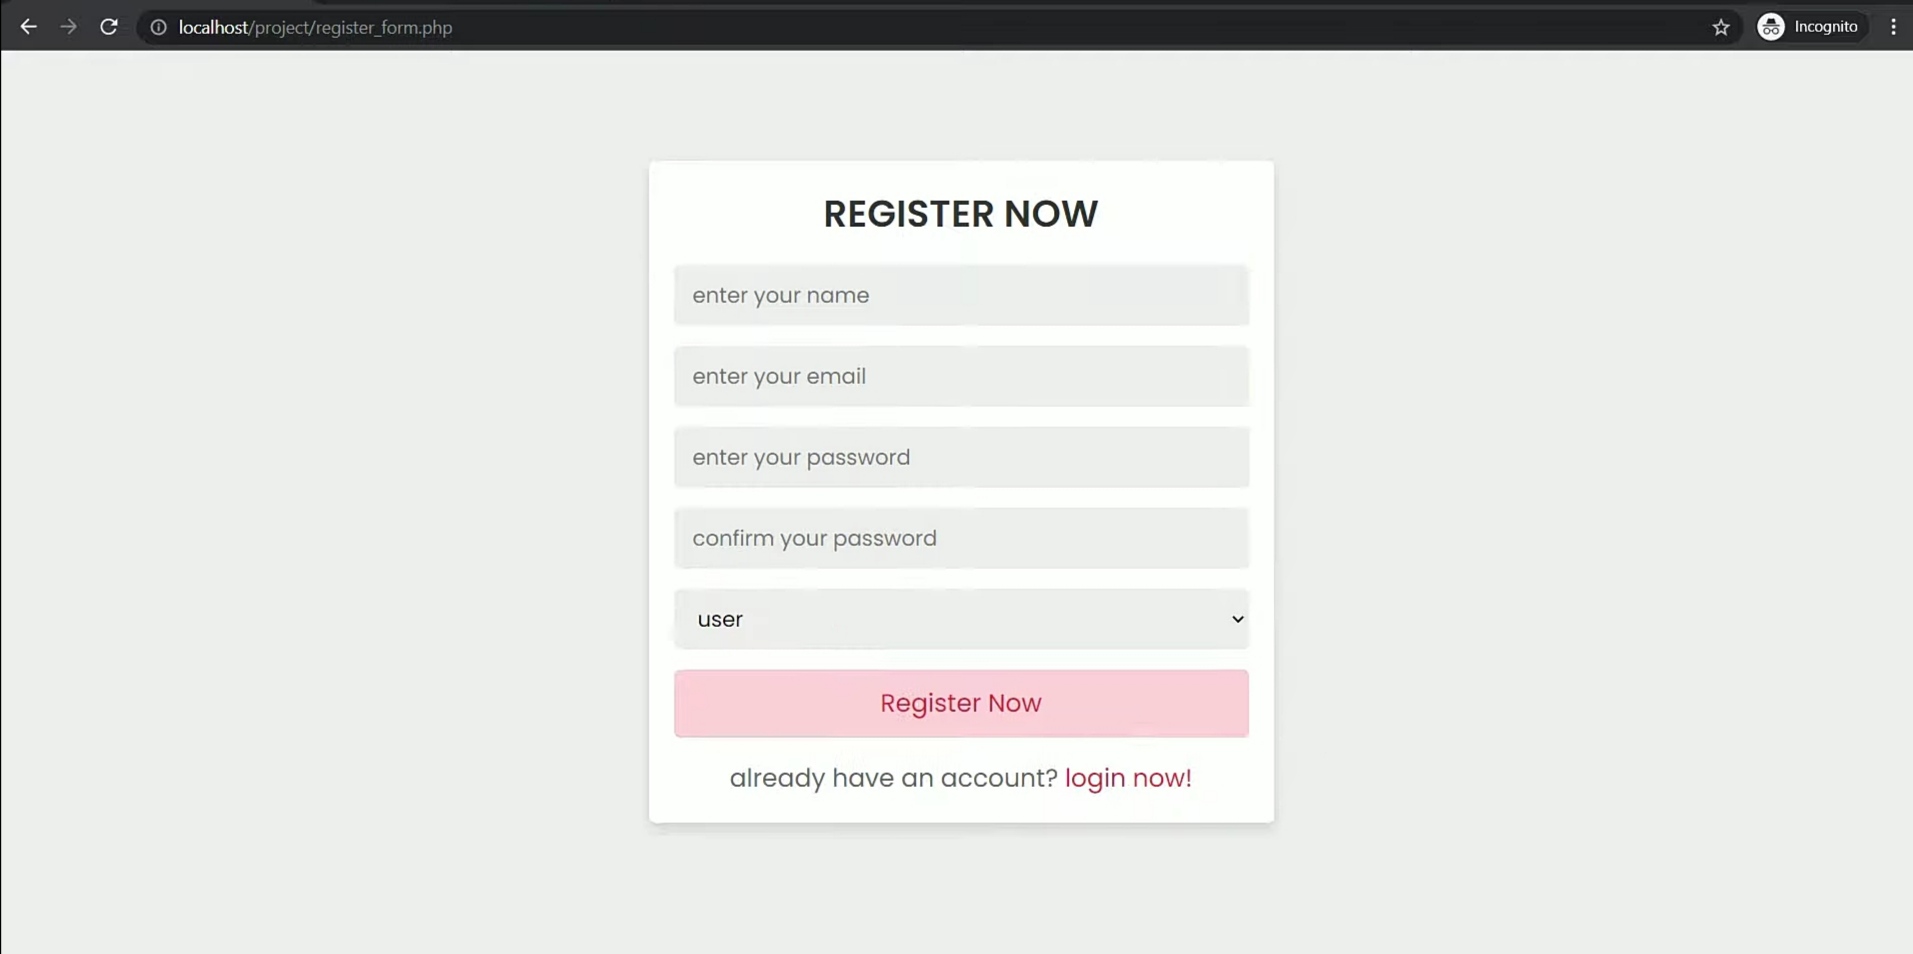 localhost/project/register_form.php
Incognito
REGISTER NOW
enter your name
enter your email
enter your password
confirm your password
user
Register Now
already have an account? login now!